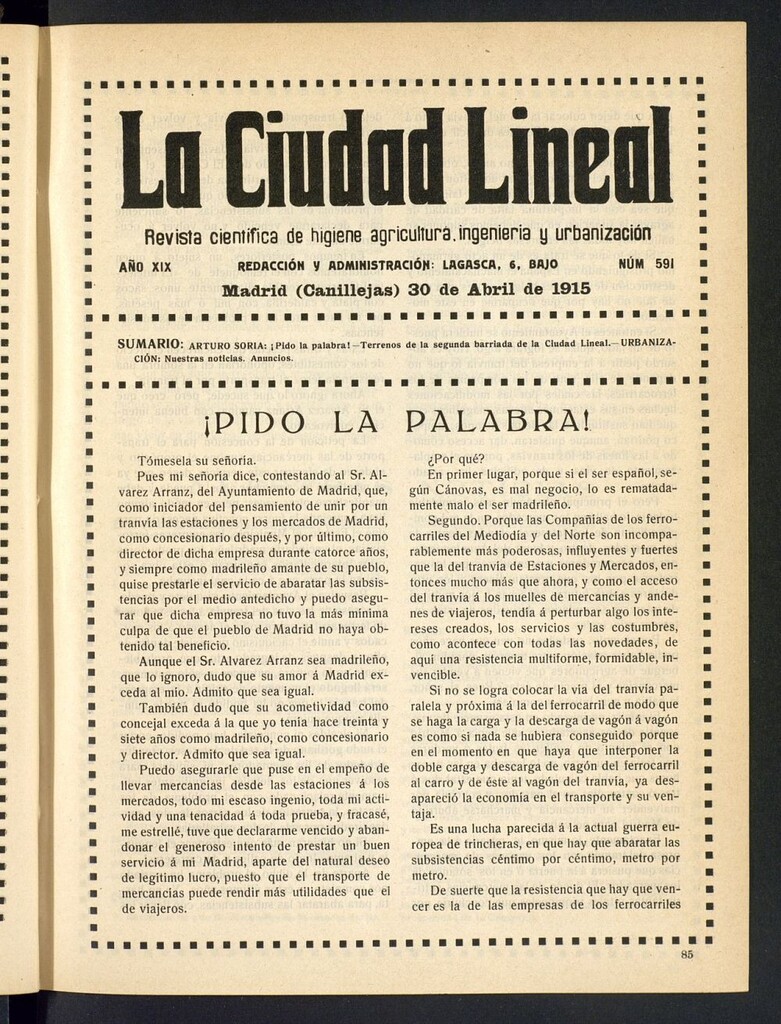 La Ciudad Lineal
Revista científica de higiene agricultura, ingeniería y urbanización
AÑO XIX REDACCIÓN Y ADMINISTRACIÓN: LAGASCA, 6, BAJO NÚM 591
Madrid (Canillejas) 30 de Abril de 1915
SUMARIO: ARTURO SORIA: ¡Pido la palabra!—Terrenos de la segunda barriada de la Ciudad Lineal.—URBANIZA-
CIÓN: Nuestras noticias. Anuncios.
¡PIDO LA PALABRA!
Tómesela su señoría.
Pues mi señoría dice, contestando al Sr. Al-
varez Arranz, del Ayuntamiento de Madrid, que,
como iniciador del pensamiento de unir por un
tranvía las estaciones y los mercados de Madrid,
como concesionario después, y por último, como
director de dicha empresa durante catorce años,
y siempre como madrileño amante de su pueblo,
quise prestarle el servicio de abaratar las subsis-
tencias por el medio antedicho y puedo asegu-
rar que dicha empresa no tuvo la más mínima
culpa de que el pueblo de Madrid no haya ob-
tenido tal beneficio.
Aunque el Sr. Alvarez Arranz sea madrileño,
que lo ignoro, dudo que su amor á Madrid ex-
ceda al mío. Admito que sea igual.
También dudo que su acometividad como
concejal exceda á la que yo tenía hace treinta y
siete años como madrileño, como concesionario
y director. Admito que sea igual.
Puedo asegurarle que puse en el empeño de
llevar mercancías desde las estaciones á los
mercados, todo mi escaso ingenio, toda mi acti-
vidad y una tenacidad á toda prueba, y fracasé,
me estrellé, tuve que declararme vencido y aban-
donar el generoso intento de prestar un buen
servicio á mi Madrid, aparte del natural deseo
de legítimo lucro, puesto que el transporte de
mercancías puede rendir más utilidades que el
de viajeros.
¿Por qué?
En primer lugar, porque si el ser español, se-
gún Cánovas, es mal negocio, lo es rematada-
mente malo el ser madrileño.
Segundo. Porque las Compañías de los ferro-
carriles del Mediodía y del Norte son incompa-
rablemente más poderosas, influyentes y fuertes
que la del tranvía de Estaciones y Mercados, en-
tonces mucho más que ahora, y como el acceso
del tranvía á los muelles de mercancías y ande-
nes de viajeros, tendía á perturbar algo los inte-
reses creados, los servicios y las costumbres,
como acontece con todas las novedades, de
aquí una resistencia multiforme, formidable, in-
vencible.
Si no se logra colocar la vía del tranvía pa-
ralela y próxima á la del ferrocarril de modo que
se haga la carga y la descarga de vagón á vagón
es como si nada se hubiera conseguido porque
en el momento en que haya que interponer la
doble carga y descarga de vagón del ferrocarril
al carro y de éste al vagón del tranvía, ya des-
apareció la economía en el transporte y su ven-
taja.
Es una lucha parecida á la actual guerra eu-
ropea de trincheras, en que hay que abaratar las
subsistencias céntimo por céntimo, metro por
metro.
De suerte que la resistencia que hay que ven-
cer es la de las empresas de los ferrocarriles
85